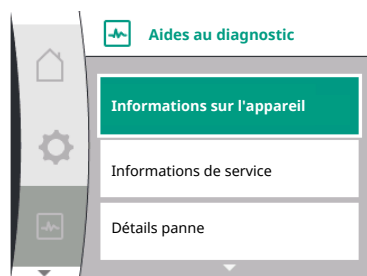 Aides au diagnostic
Informations sur l'appareil
Informations de service
Détails panne